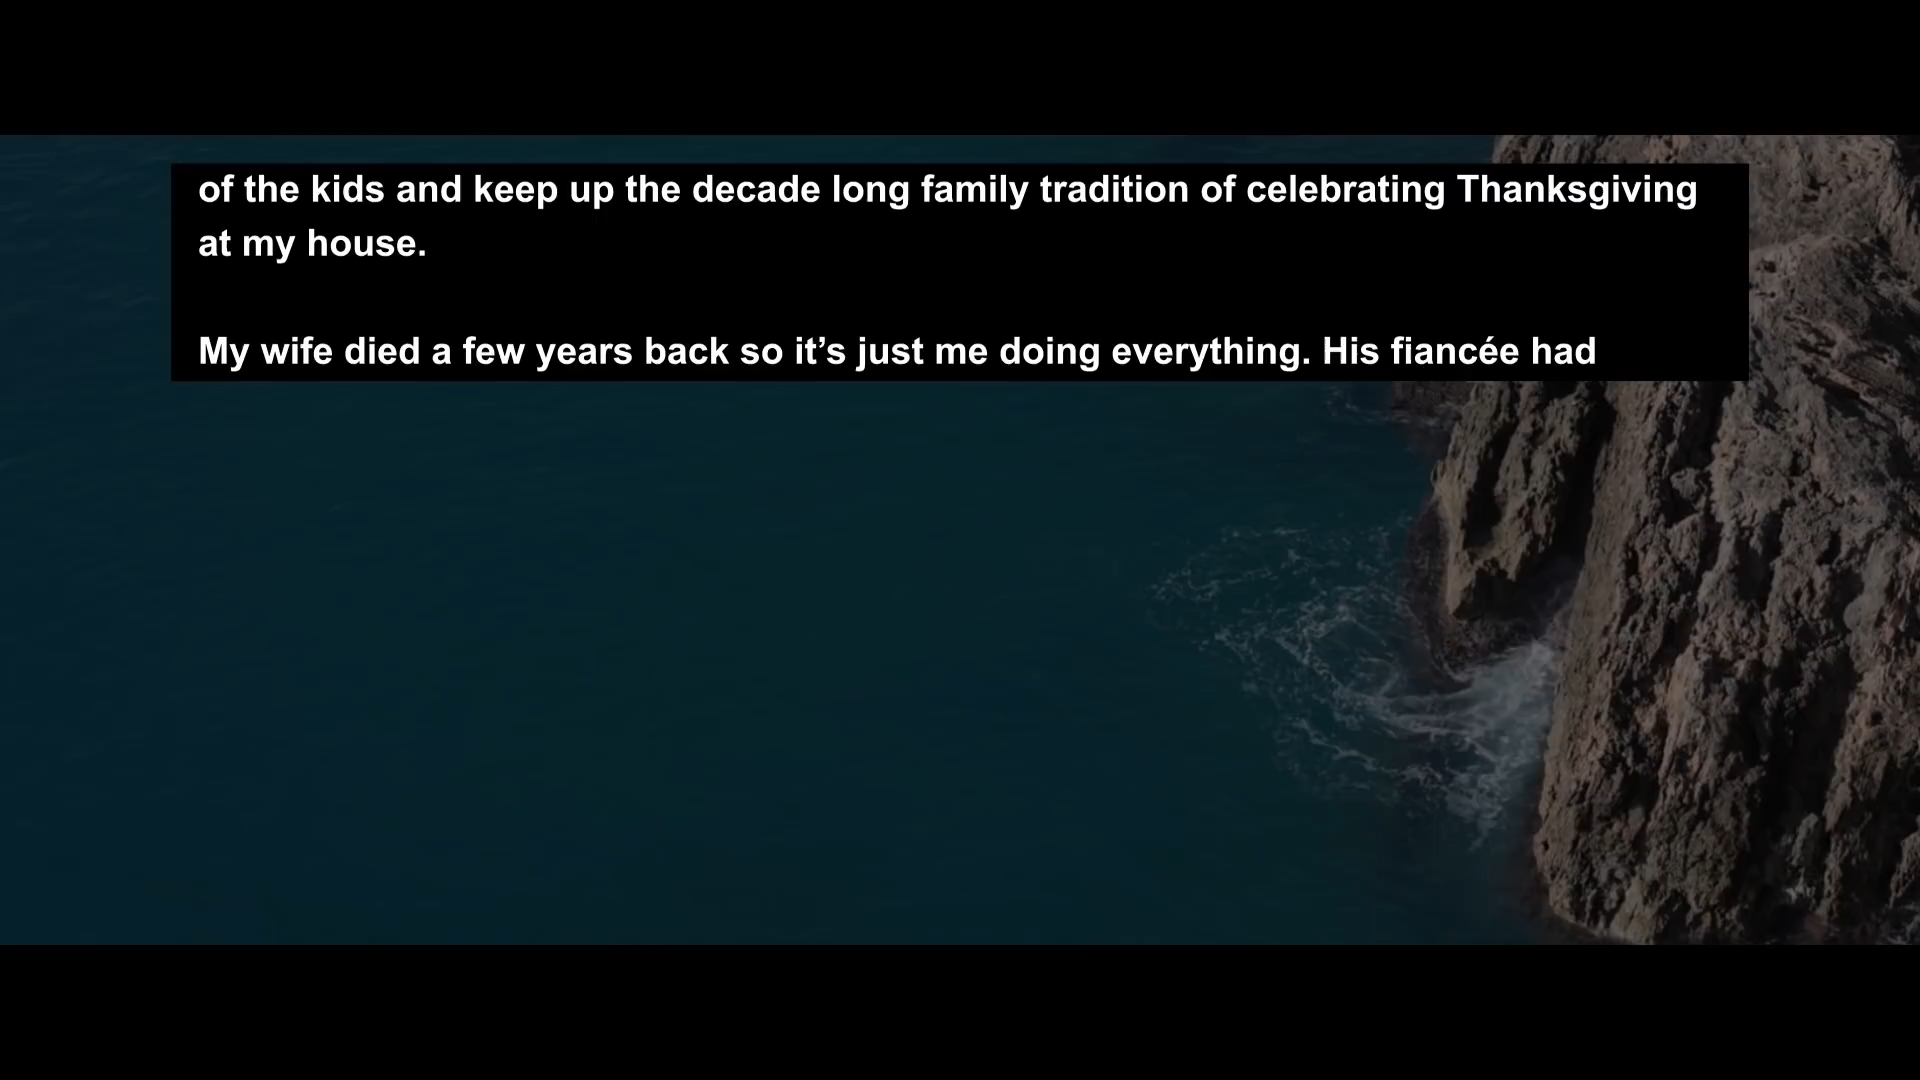 of the kids and keep up the decade long family tradition of celebrating Thanksgiving
at my house.
My wife died a few years back so it’s just me doing everything. His fiancée had